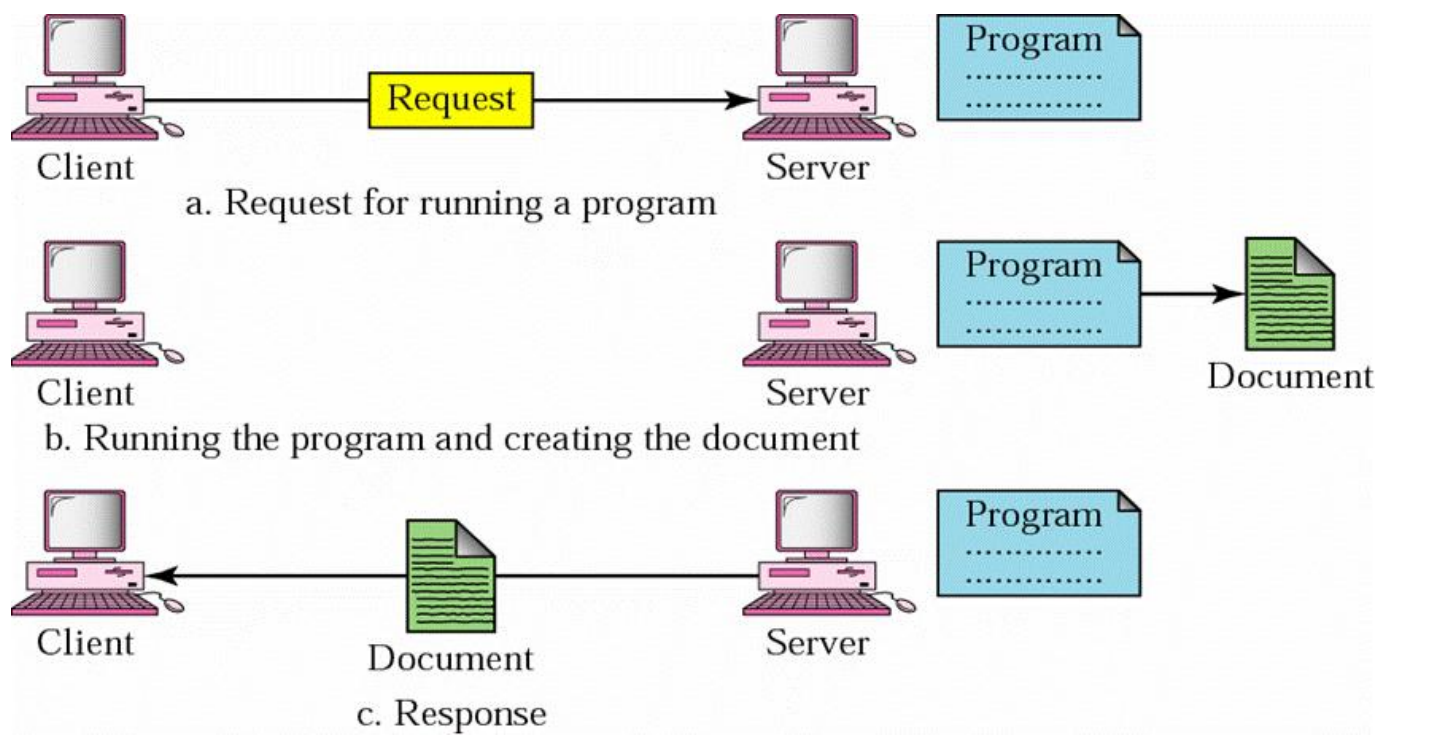 Program
.............
.............
Request
Client
Server
a. Request for running a program
Program
.............
.............
Document
Client
Server
b. Running the program and creating the document
Program
.............
.............
Client
Document
Server
c. Response